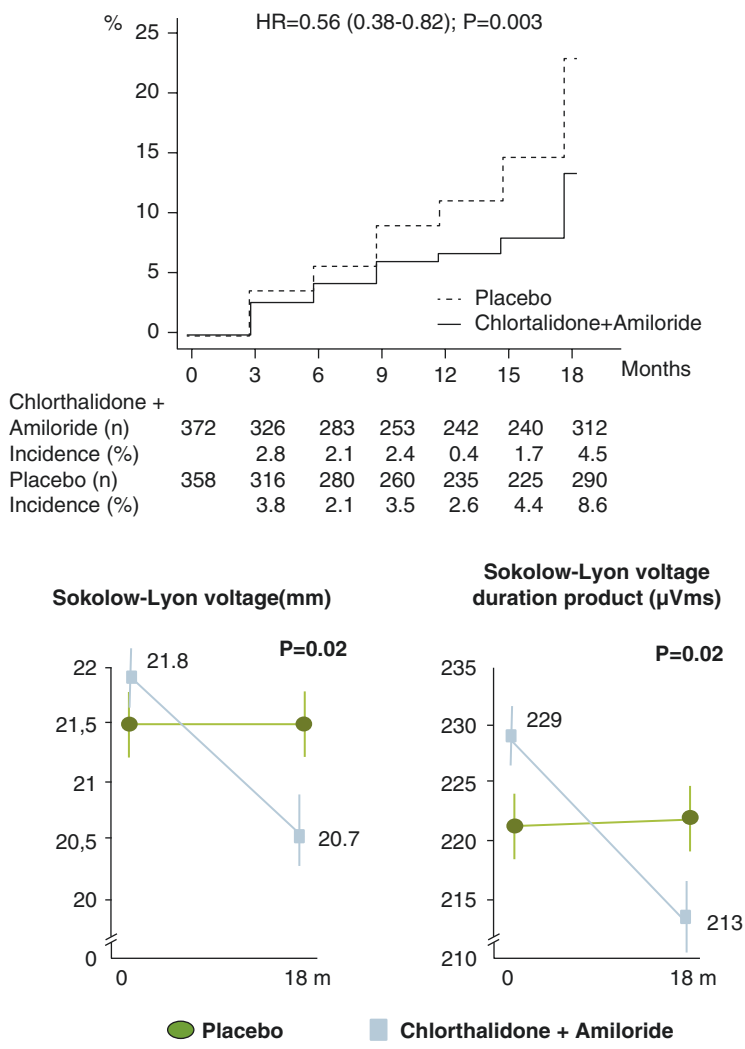 % HR=0.56 (0.38-0.82); P=0.003
25
20
15
10
5
0
Placebo
Chlortalidone+Amiloride
0 3 6 9 12 15 18 Months
Chlorthalidone +
Amiloride (n) 372 326 283 253 242 240 312
Incidence (%) 2.8 2.1 2.4 0.4 1.7 4.5
Placebo (n) 358 316 280 260 235 225 290
Incidence (%) 3.8 2.1 3.5 2.6 4.4 8.6
Sokolow-Lyon voltage(mm)
P=0.02
22
21.8
21,5
21
20,5
20.7
20
0
0 18 m
Sokolow-Lyon voltage
duration product (µVms)
P=0.02
235
230
229
225
220
215
213
210
0 18 m
Placebo Chlorthalidone + Amiloride